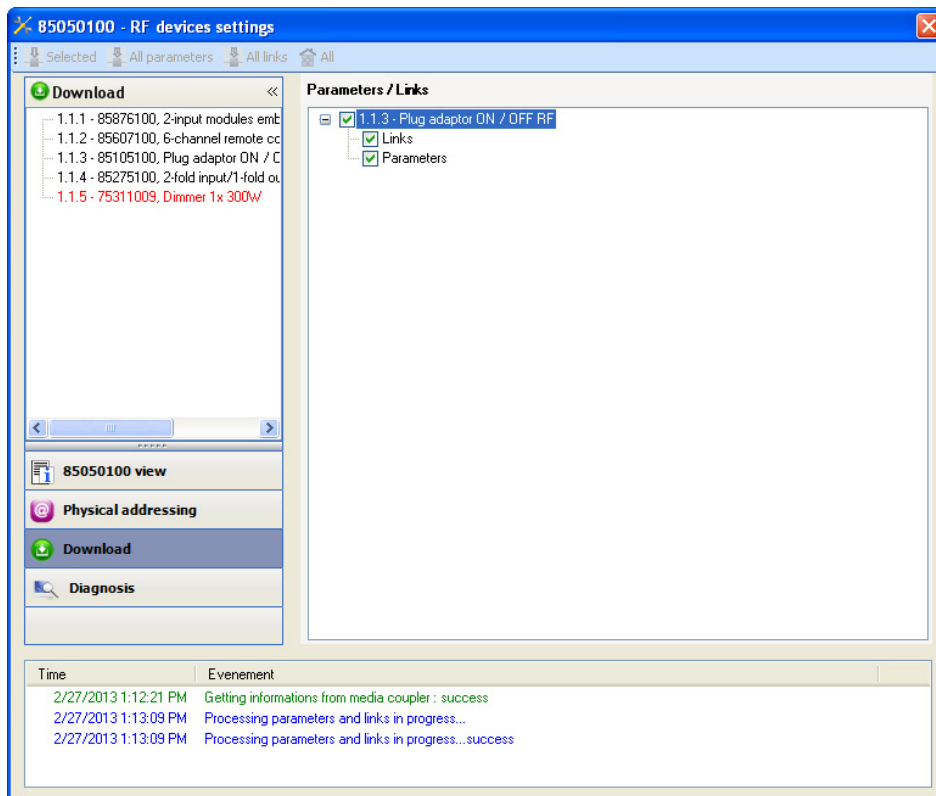 85050100 - RF devices settings
Selected All parameters All links All
Download «
1.1.1 - 85876100, 2-input modules emb
1.1.2 - 85607100, 6-channel remote cc
1.1.3 - 85105100, Plug adaptor ON / C
1.1.4 - 85275100, 2-fold input/1-fold ou
1.1.5 - 75311009, Dimmer 1x 300W
85050100 view
Physical addressing
Download
Diagnosis
Parameters / Links
1.1.3 - Plug adaptor ON / OFF RF
Links
Parameters
Time Evenement
2/27/2013 1:12:21 PM Getting informations from media coupler : success
2/27/2013 1:13:09 PM Processing parameters and links in progress...
2/27/2013 1:13:09 PM Processing parameters and links in progress...success